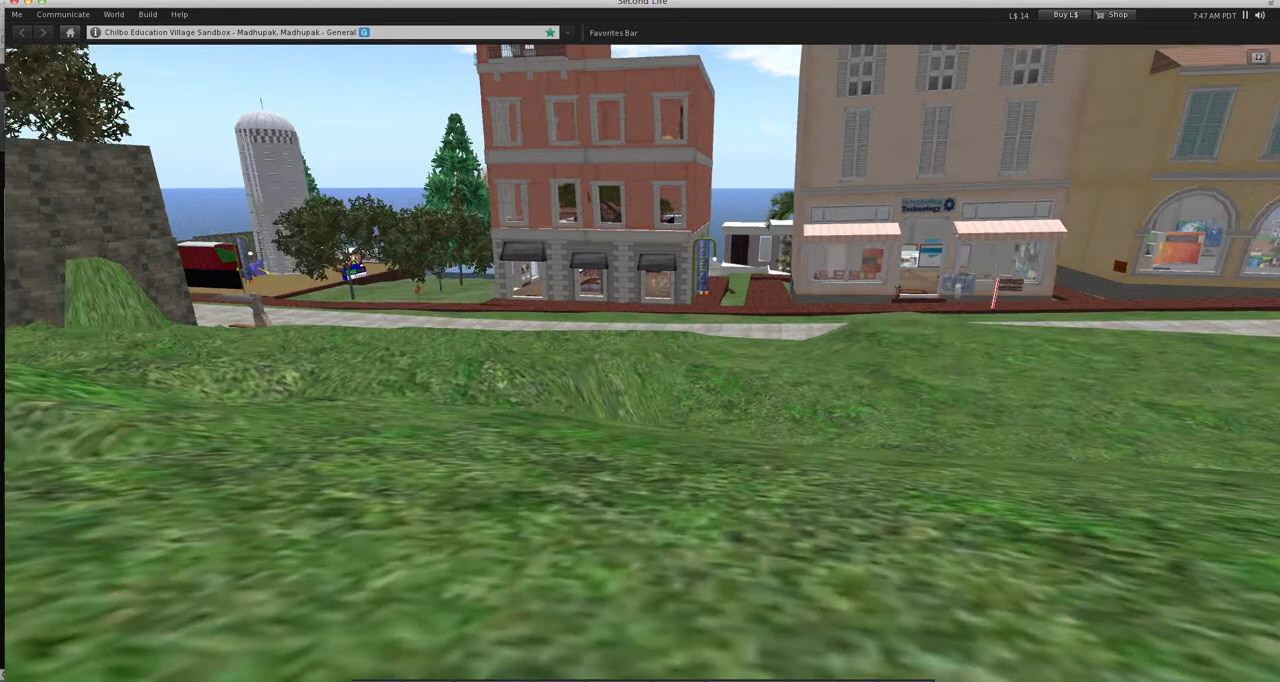 Second Life
Me Communicate World Build Help L$ 14 Buy L$ Shop 7:47 AM PDT
Chilbo Education Village Sandbox - Madhupak, Madhupak - General G Favorites Bar
12
Technology